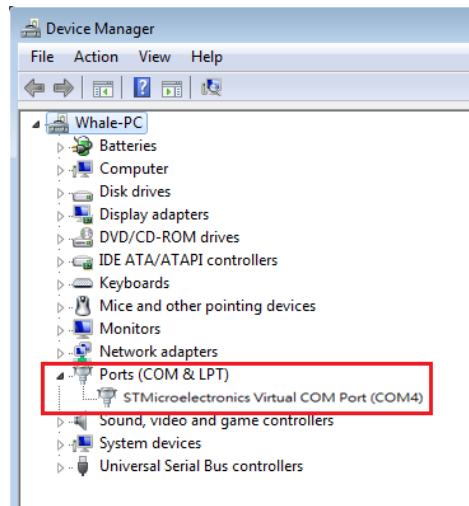 Device Manager
File Action View Help
Whale-PC
Batteries
Computer
Disk drives
Display adapters
DVD/CD-ROM drives
IDE ATA/ATAPI controllers
Keyboards
Mice and other pointing devices
Monitors
Network adapters
Ports (COM & LPT)
STMicroelectronics Virtual COM Port (COM4)
Sound, video and game controllers
System devices
Universal Serial Bus controllers